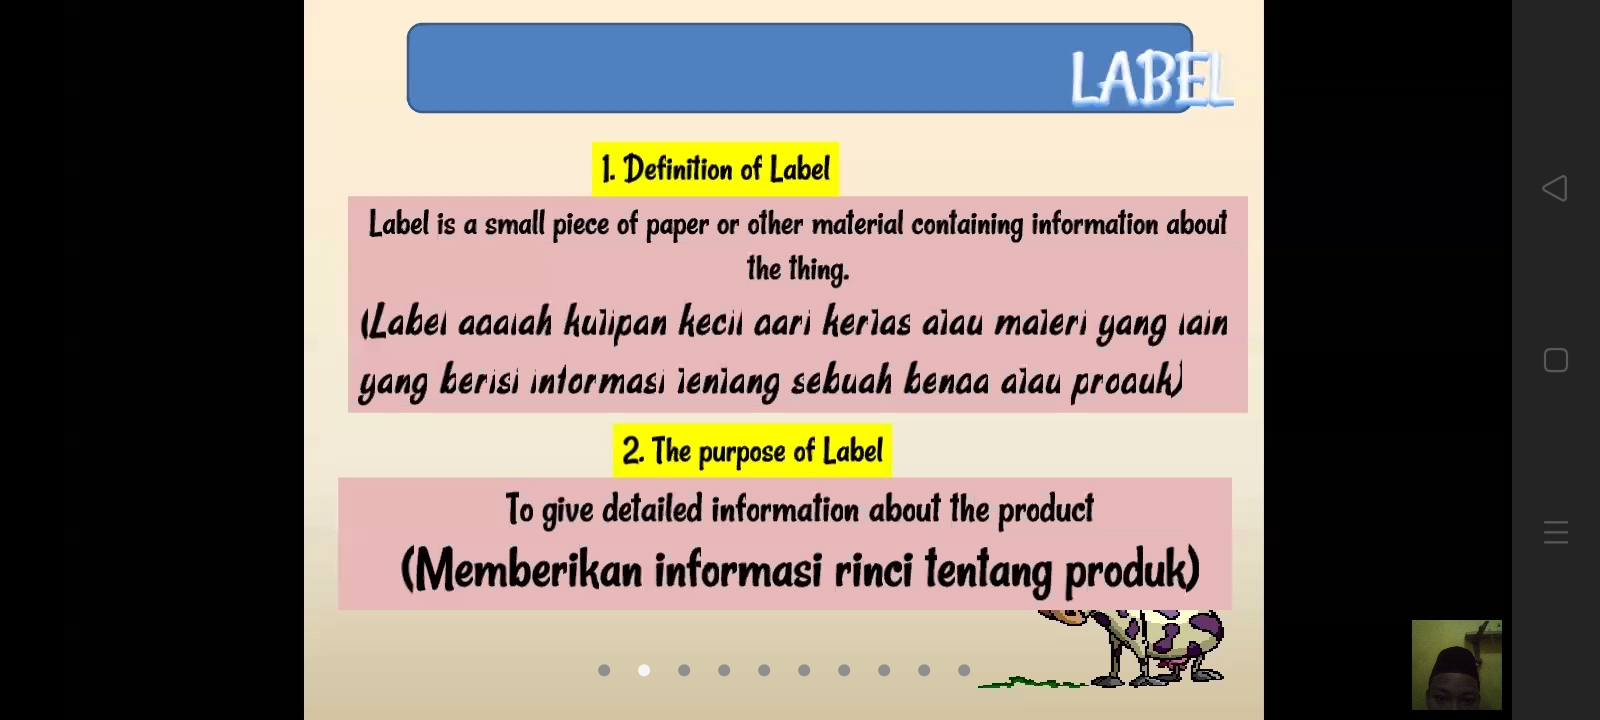 LABEL
1. Definition of Label
Label is a small piece of paper or other material containing information about
the thing.
(Label adalah kutipan kecil dari kertas atau materi yang lain
yang berisi informasi tentang sebuah benda atau produk)
2. The purpose of Label
To give detailed information about the product
(Memberikan informasi rinci tentang produk)